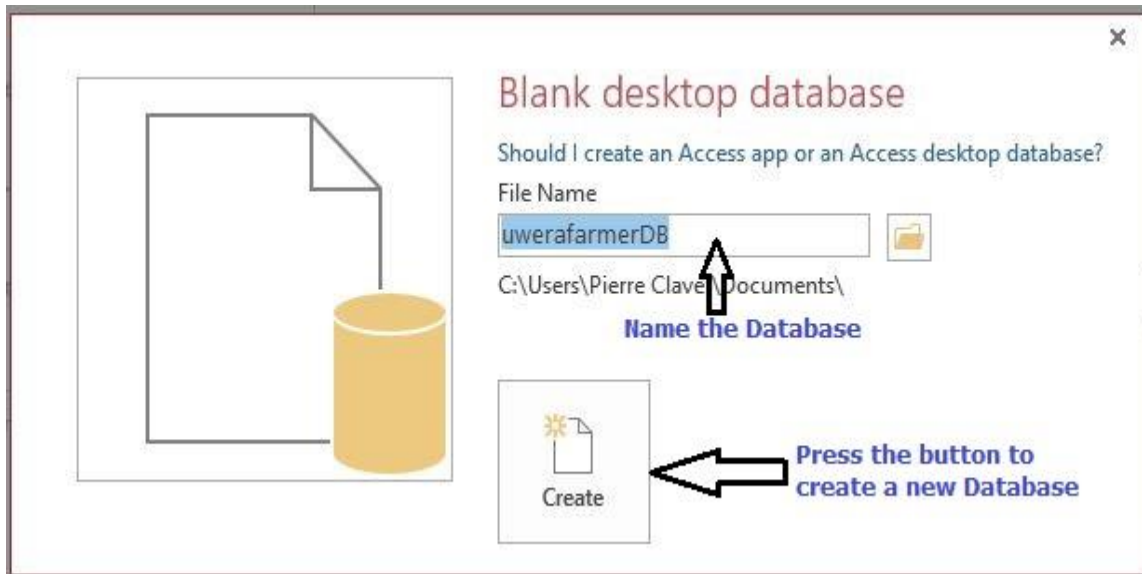 Blank desktop database
Should I create an Access app or an Access desktop database?
File Name
uwerafarmerDB
C:\Users\Pierre Clave \Documents\
Name the Database
Create
Press the button to
create a new Database